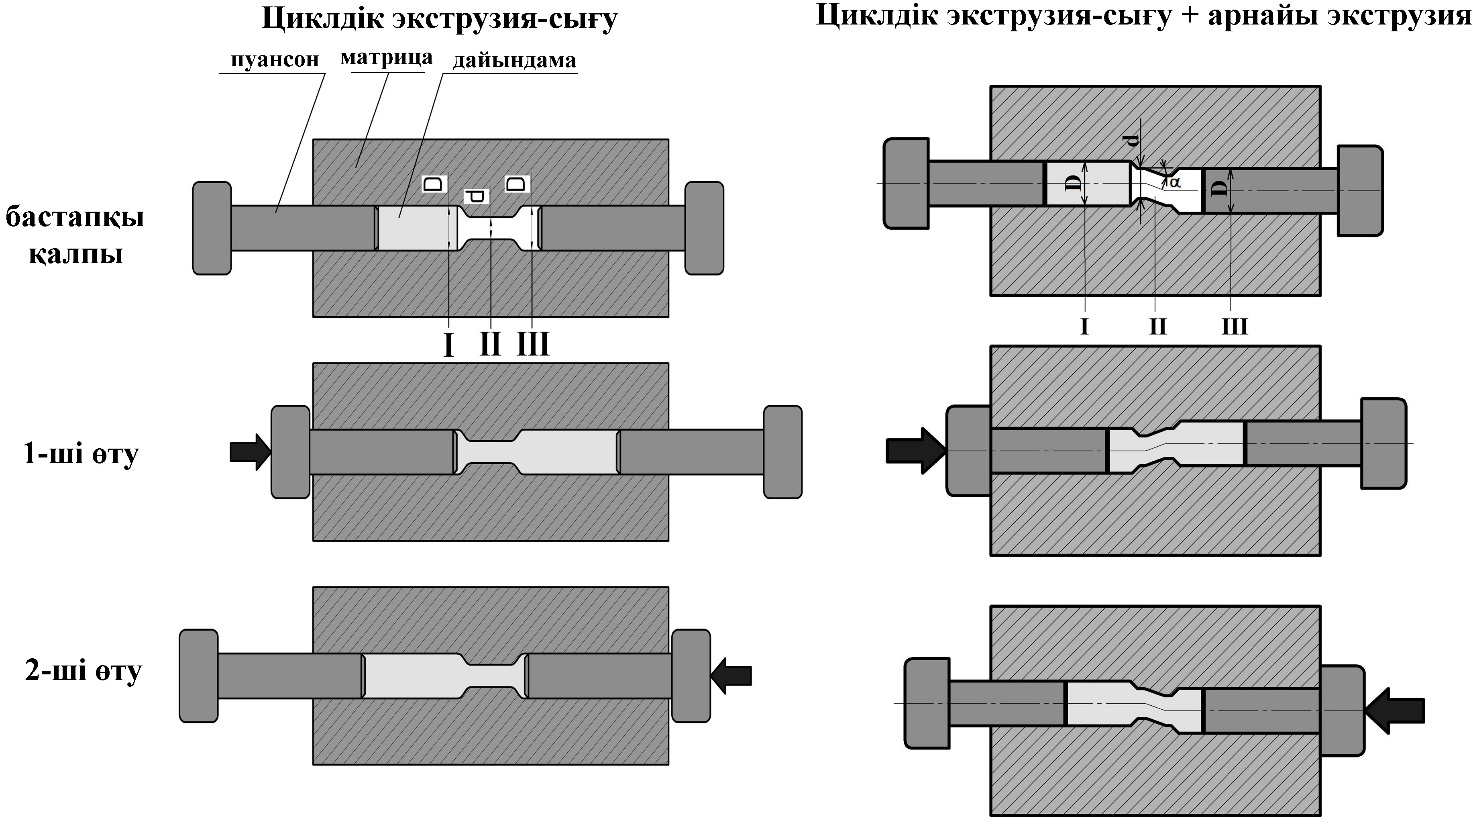 Циклдік экструзия-сығу
Циклдік экструзия-сығу + арнайы экструзия
пуансон матрица дайындама
D d D
d
D α D
бастапқы
қалпы
I II III
I II III
1-ші өту
2-ші өту